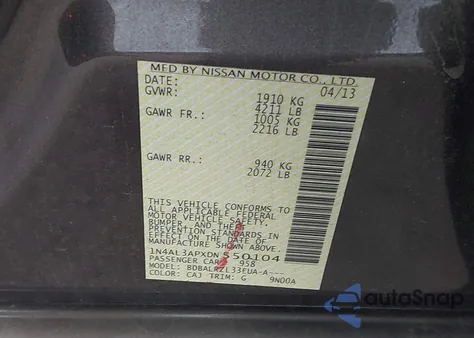 MFD BY NISSAN MOTOR CO., LTD.
DATE: 04/13
GVWR: 1910 KG
4211 LB
GAWR FR.: 1005 KG
2216 LB
GAWR RR.: 940 KG
2072 LB
THIS VEHICLE CONFORMS TO
ALL APPLICABLE FEDERAL
MOTOR VEHICLE SAFETY,
BUMPER, AND THEFT
PREVENTION STANDARDS IN
EFFECT ON THE DATE OF
MANUFACTURE SHOWN ABOVE.
1N4AL3APXDN550104
PASSENGER CAR 958
BDBALRZL33EUA-A---
COLOR: CAJ TRIM: G 9N00A
MODEL:
autoSnap